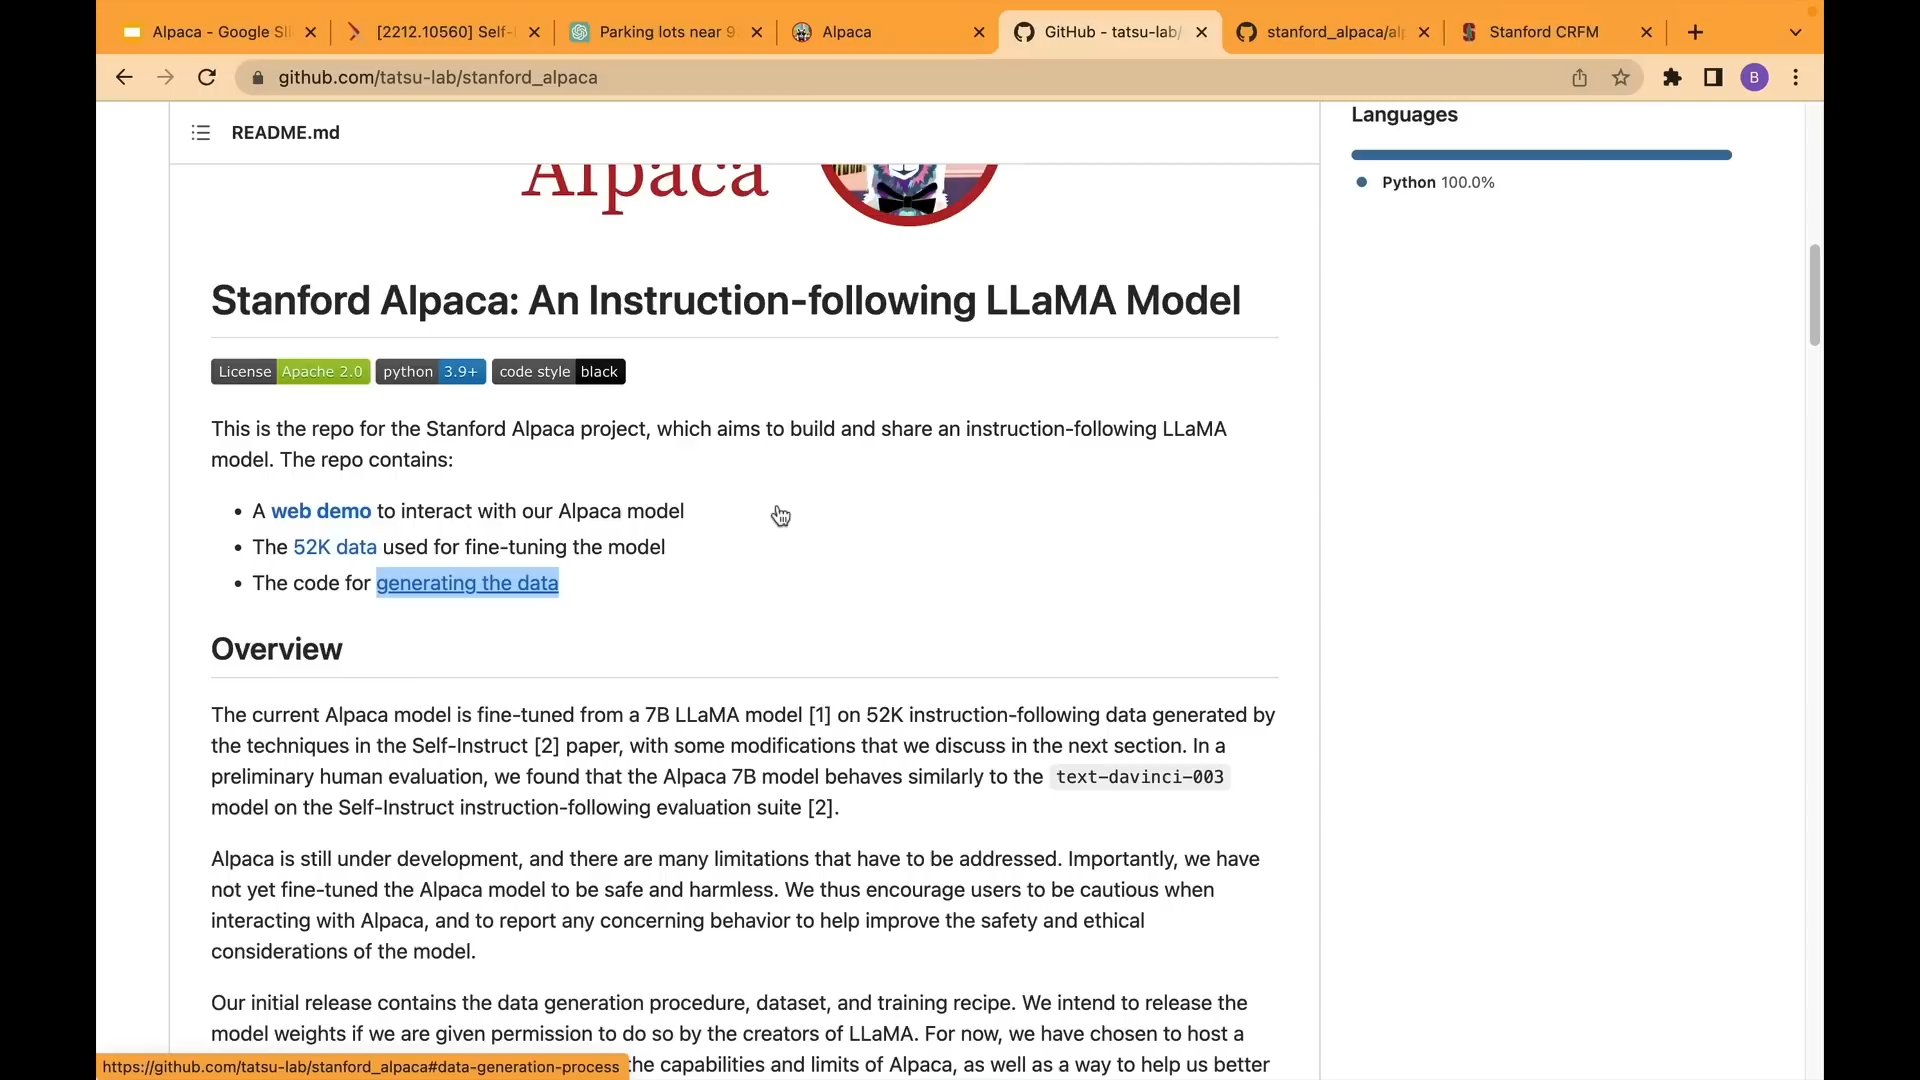 Alpaca - Google Sli
[2212.10560] Self-
Parking lots near 9
Alpaca
GitHub - tatsu-lab/
stanford_alpaca/alp
Stanford CRFM
github.com/tatsu-lab/stanford_alpaca
B
README.md
Alpaca
Languages
Python 100.0%
Stanford Alpaca: An Instruction-following LLaMA Model
License Apache 2.0 python 3.9+ code style black
This is the repo for the Stanford Alpaca project, which aims to build and share an instruction-following LLaMA
model. The repo contains:
• A web demo to interact with our Alpaca model
• The 52K data used for fine-tuning the model
• The code for generating the data
Overview
The current Alpaca model is fine-tuned from a 7B LLaMA model [1] on 52K instruction-following data generated by
the techniques in the Self-Instruct [2] paper, with some modifications that we discuss in the next section. In a
preliminary human evaluation, we found that the Alpaca 7B model behaves similarly to the text-davinci-003
model on the Self-Instruct instruction-following evaluation suite [2].
Alpaca is still under development, and there are many limitations that have to be addressed. Importantly, we have
not yet fine-tuned the Alpaca model to be safe and harmless. We thus encourage users to be cautious when
interacting with Alpaca, and to report any concerning behavior to help improve the safety and ethical
considerations of the model.
Our initial release contains the data generation procedure, dataset, and training recipe. We intend to release the
model weights if we are given permission to do so by the creators of LLaMA. For now, we have chosen to host a
the capabilities and limits of Alpaca, as well as a way to help us better
https://github.com/tatsu-lab/stanford_alpaca#data-generation-process